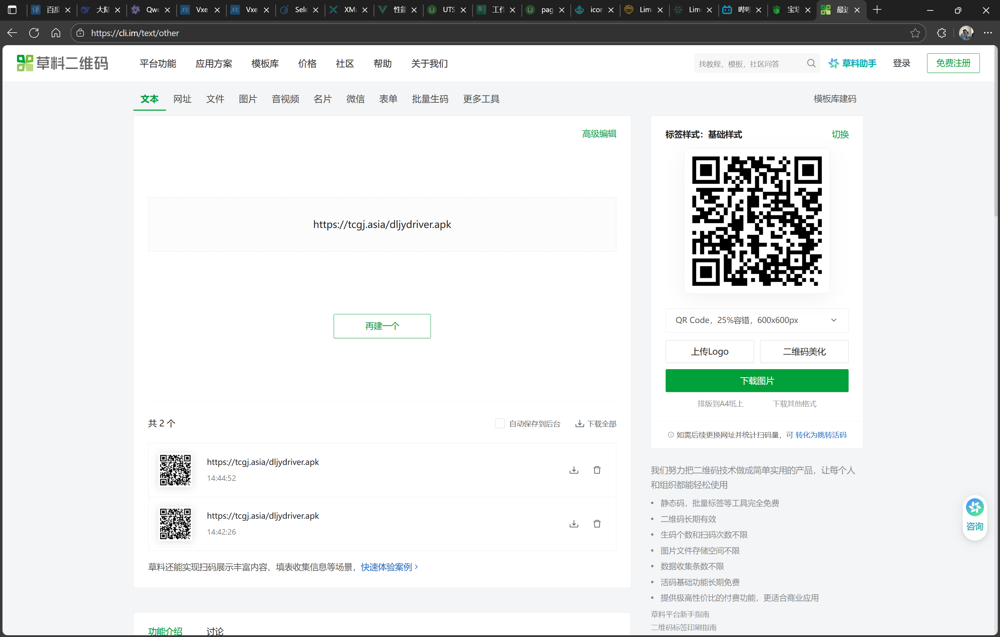 百度
大陆
Qwe
Vxe
Vxe
Sele
XMa
性能
UTS
工作
pag
icon
Lim
Lim
哔哩
宝塔
最近
https://cli.im/text/other
草料二维码
平台功能 应用方案 模板库 价格 社区 帮助 关于我们
找教程，模板，社区问答
草料助手
登录
免费注册
文本 网址 文件 图片 音视频 名片 微信 表单 批量生码 更多工具
模板库建码
高级编辑
https://tcgj.asia/dljydriver.apk
再建一个
共 2 个
自动保存到后台
下载全部
https://tcgj.asia/dljydriver.apk
14:44:52
https://tcgj.asia/dljydriver.apk
14:42:26
草料还能实现扫码展示丰富内容、填表收集信息等场景，快速体验案例
功能介绍
讨论
标签样式：基础样式
切换
QR Code，25%容错，600x600px
上传Logo
二维码美化
下载图片
排版到A4纸上
下载其他格式
如需后续更换网址并统计扫码量，可 转化为跳转活码
我们努力把二维码技术做成简单实用的产品，让每个人
和组织都能轻松使用
• 静态码，批量标签等工具完全免费
• 二维码长期有效
• 生码个数和扫码次数不限
• 图片文件存储空间不限
• 数据收集条数不限
• 活码基础功能长期免费
• 提供极高性价比的付费功能，更适合商业应用
草料平台新手指南
二维码标签印刷指南
咨询